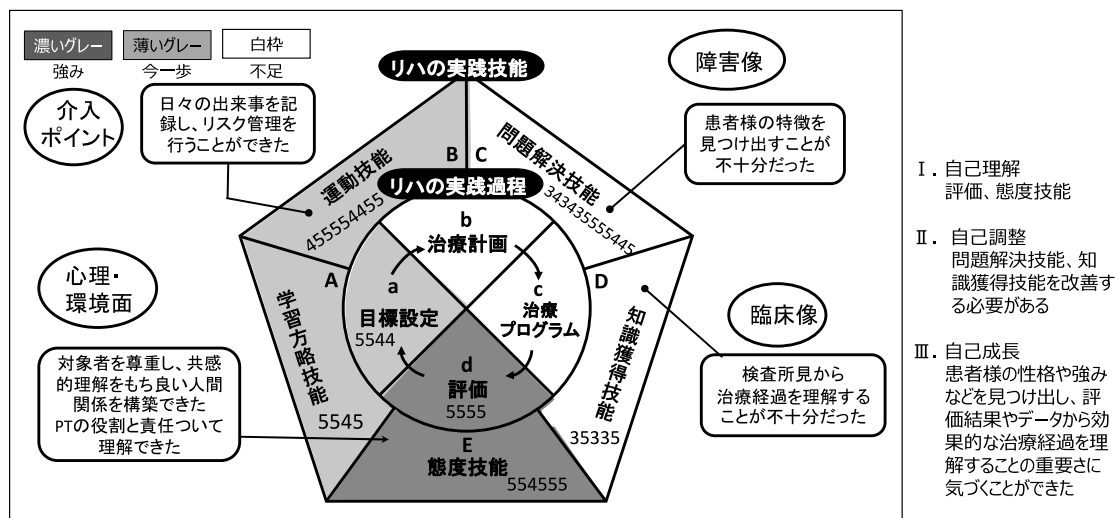 濃いグレー
薄いグレー
白枠
強み
今一歩
不足
介入
ポイント
日々の出来事を記
録し、リスク管理を
行うことができた
リハの実践技能
障害像
患者様の特徴を
見つけ出すことが
不十分だった
B
C
運動技能
455554455
問題解決技能
343435555445
リハの実践過程
b
治療計画
心理・
環境面
A
a
目標設定
5544
c
治療
プログラム
D
臨床像
学習方略技能
5545
知識獲得技能
35335
d
評価
5555
対象者を尊重し、共感
的理解をもち良い人間
関係を構築できた
PTの役割と責任ついて
理解できた
検査所見から
治療経過を理解する
ことが不十分だった
E
態度技能
554555
Ⅰ. 自己理解
評価、態度技能
Ⅱ. 自己調整
問題解決技能、知
識獲得技能を改善す
る必要がある
Ⅲ. 自己成長
患者様の性格や強み
などを見つけ出し、評
価結果やデータから効
果的な治療経過を理
解することの重要さに
気づくことができた